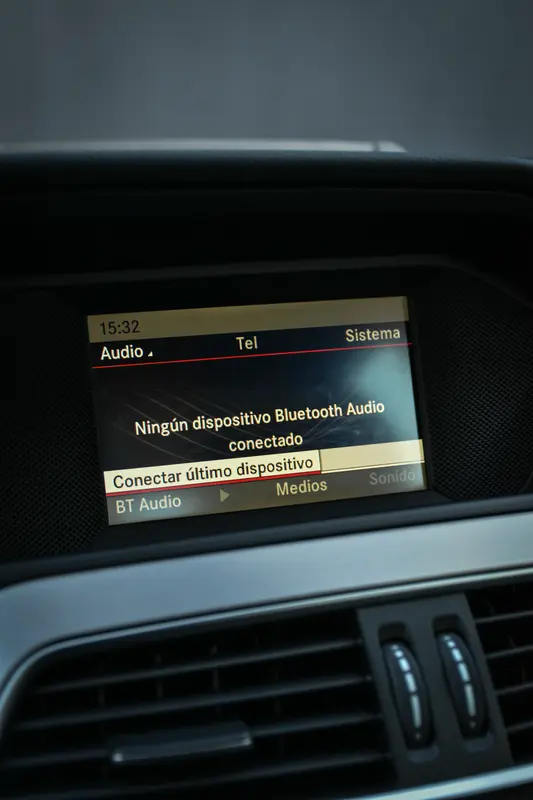 15:32
Audio Tel Sistema
Ningún dispositivo Bluetooth Audio
conectado
Conectar último dispositivo
BT Audio Medios Sonido